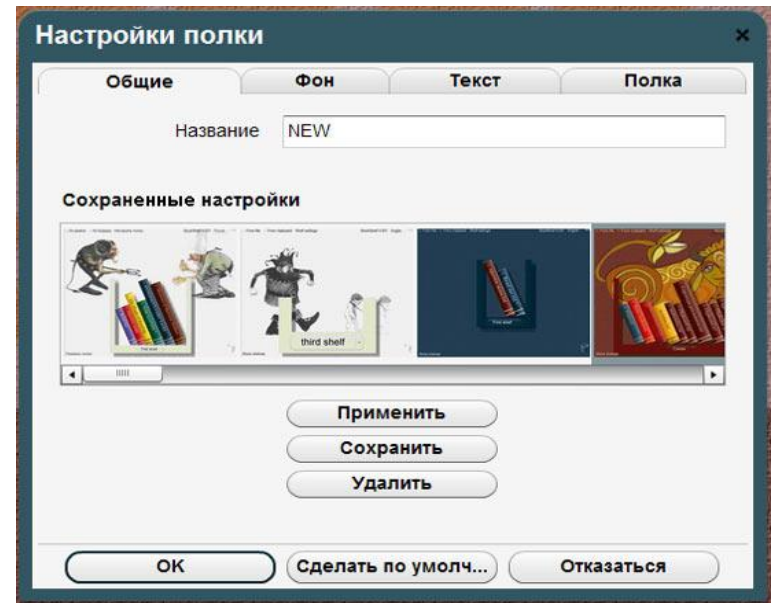 Настройки полки
Общие Фон Текст Полка
Название NEW
Сохраненные настройки
third shelf
Применить
Сохранить
Удалить
OK Сделать по умолч... Отказаться